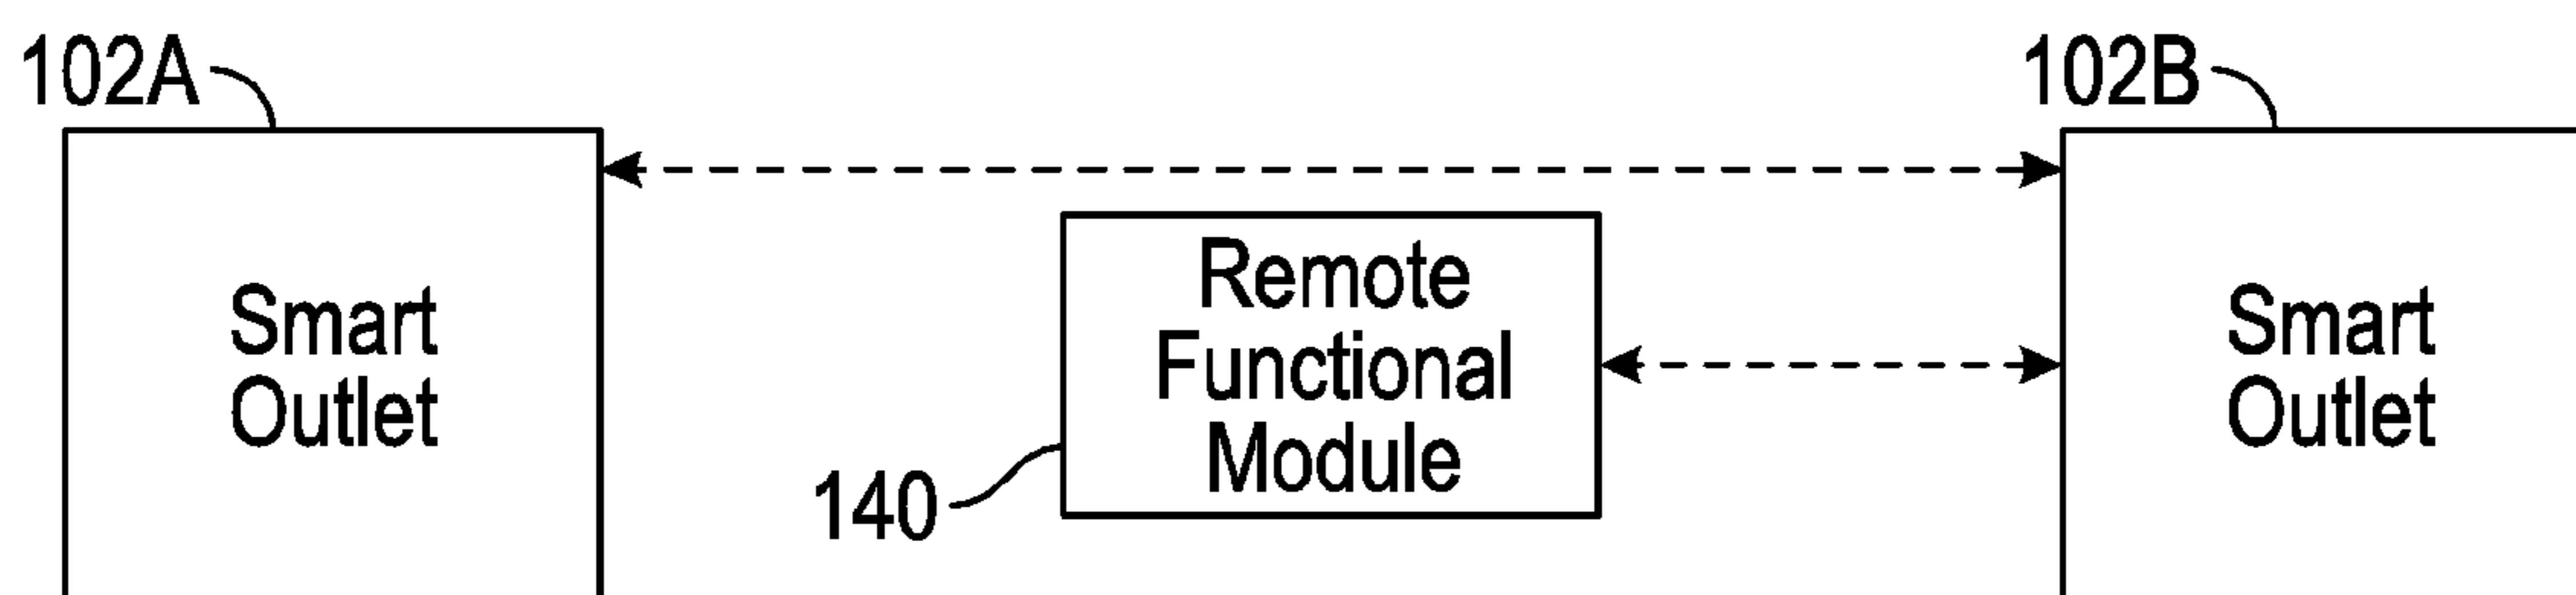 102A
102B
Smart
Outlet
Remote
Functional
Module
140
Smart
Outlet